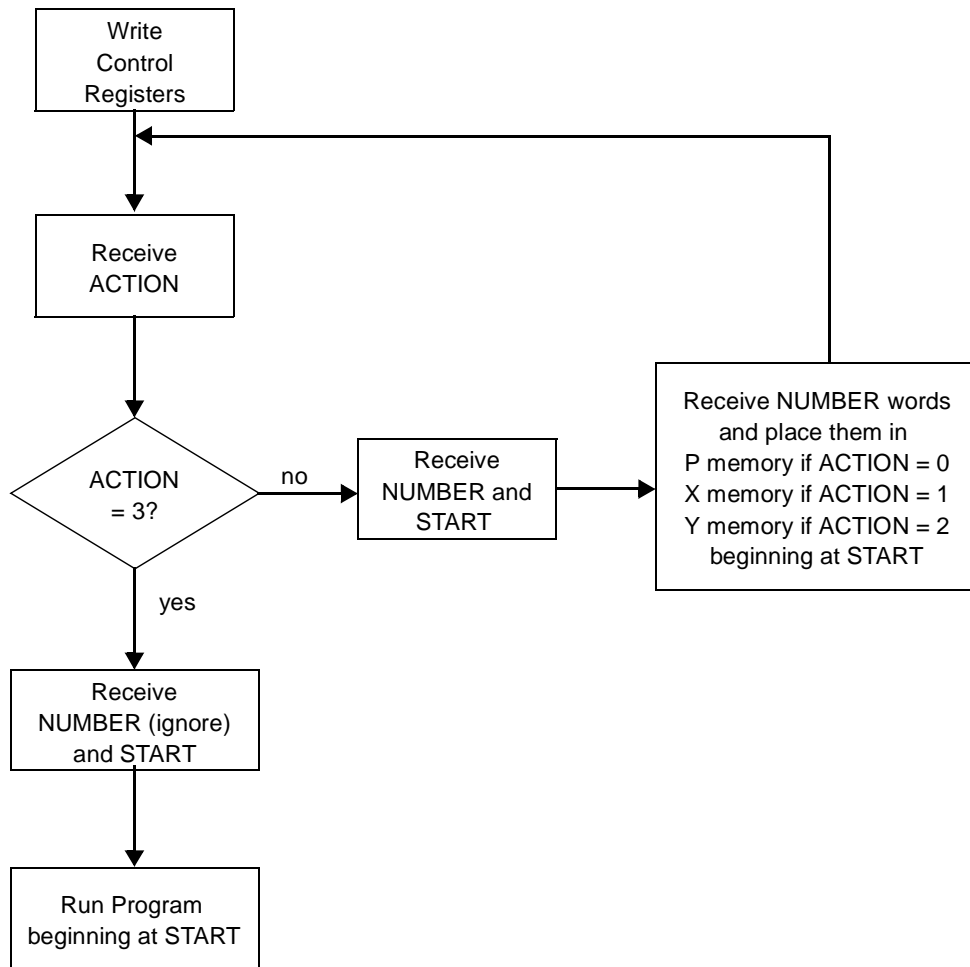 Write
Control
Registers
Receive
ACTION
ACTION
= 3?
no
Receive
NUMBER and
START
Receive NUMBER words
and place them in
P memory if ACTION = 0
X memory if ACTION = 1
Y memory if ACTION = 2
beginning at START
yes
Receive
NUMBER (ignore)
and START
Run Program
beginning at START